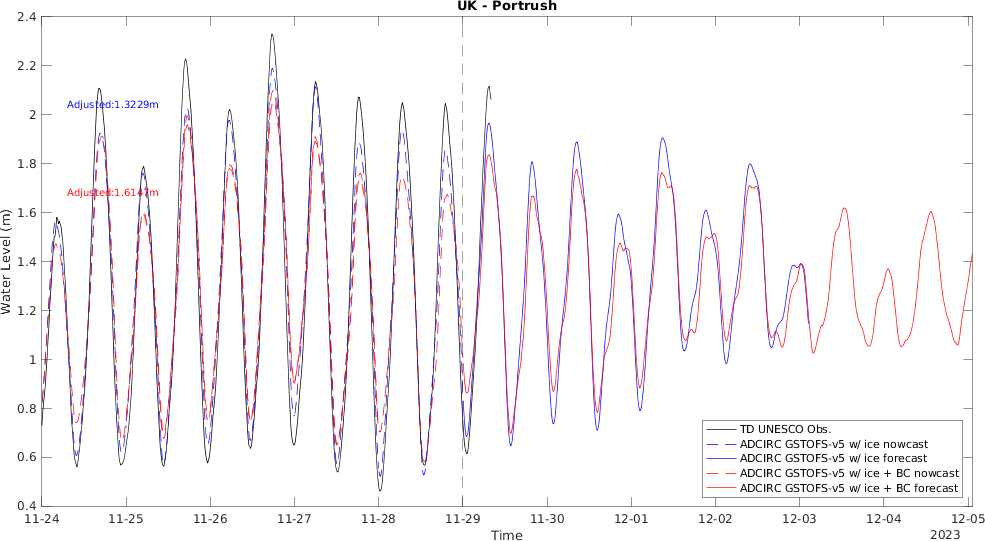 UK - Portrush
2.4
2.2
2
1.8
1.6
1.4
1.2
1
0.8
0.6
0.4
Water Level (m)
Adjusted:1.3229m
Adjusted:1.6147m
TD UNESCO Obs.
ADCIRC GSTOFS-v5 w/ ice nowcast
ADCIRC GSTOFS-v5 w/ ice forecast
ADCIRC GSTOFS-v5 w/ ice + BC nowcast
ADCIRC GSTOFS-v5 w/ ice + BC forecast
11-24 11-25 11-26 11-27 11-28 11-29 11-30 12-01 12-02 12-03 12-04 12-05
Time
2023